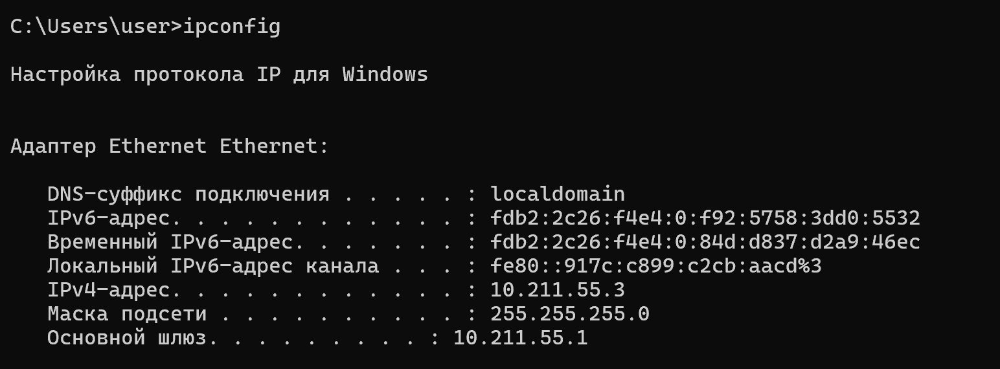 C:\Users\user>ipconfig
Настройка протокола IP для Windows
Адаптер Ethernet Ethernet:
DNS-суффикс подключения . . . . . : localdomain
IPv6-адрес. . . . . . . . . . . . : fdb2:2c26:f4e4:0:f92:5758:3dd0:5532
Временный IPv6-адрес. . . . . . . : fdb2:2c26:f4e4:0:84d:d837:d2a9:46ec
Локальный IPv6-адрес канала . . . : fe80::917c:c899:c2cb:aacd%3
IPv4-адрес. . . . . . . . . . . . : 10.211.55.3
Маска подсети . . . . . . . . . . : 255.255.255.0
Основной шлюз. . . . . . . . . : 10.211.55.1